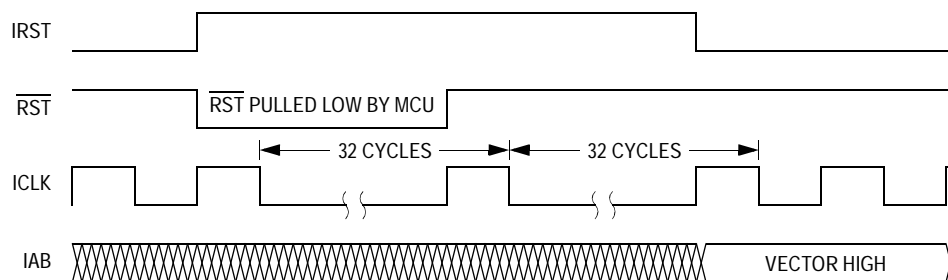 IRST
RST
RST PULLED LOW BY MCU
32 CYCLES
32 CYCLES
ICLK
IAB
VECTOR HIGH